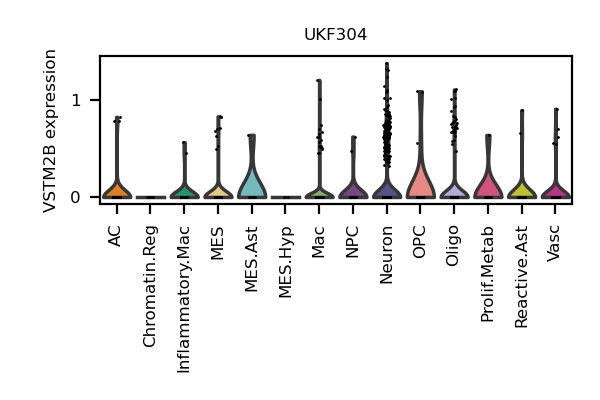 UKF304
VSTM2B expression
1
0
AC
Chromatin.Reg
Inflammatory.Mac
MES
MES.Ast
MES.Hyp
Mac
NPC
Neuron
OPC
Oligo
Prolif.Metab
Reactive.Ast
Vasc